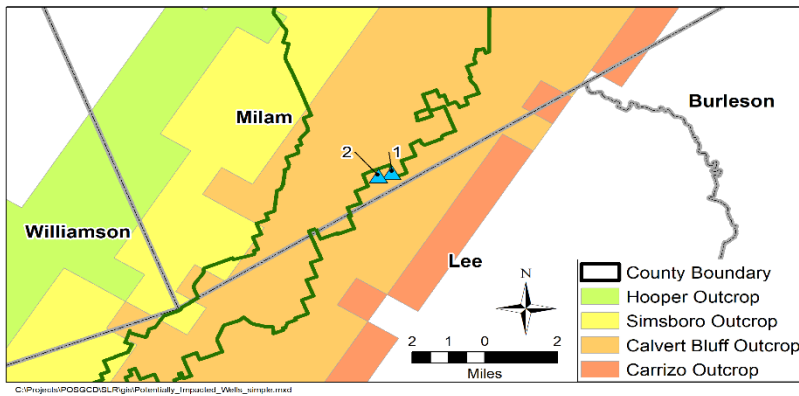 Burleson
Milam
2 1
Williamson
Lee
N
2 1 0 2
Miles
County Boundary
Hooper Outcrop
Simsboro Outcrop
Calvert Bluff Outcrop
Carrizo Outcrop
C:\Projects\POSGCD\SLR\gis\Potentially_Impacted_Wells_simple.mxd